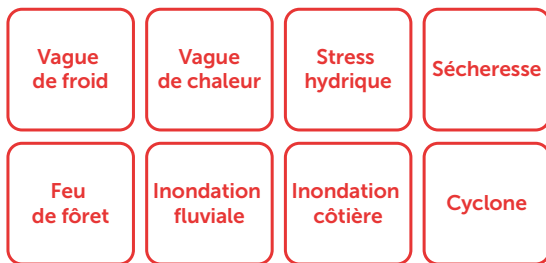 Vague
de froid
Vague
de chaleur
Stress
hydrique
Sécheresse
Feu
de fôret
Inondation
fluviale
Inondation
côtière
Cyclone